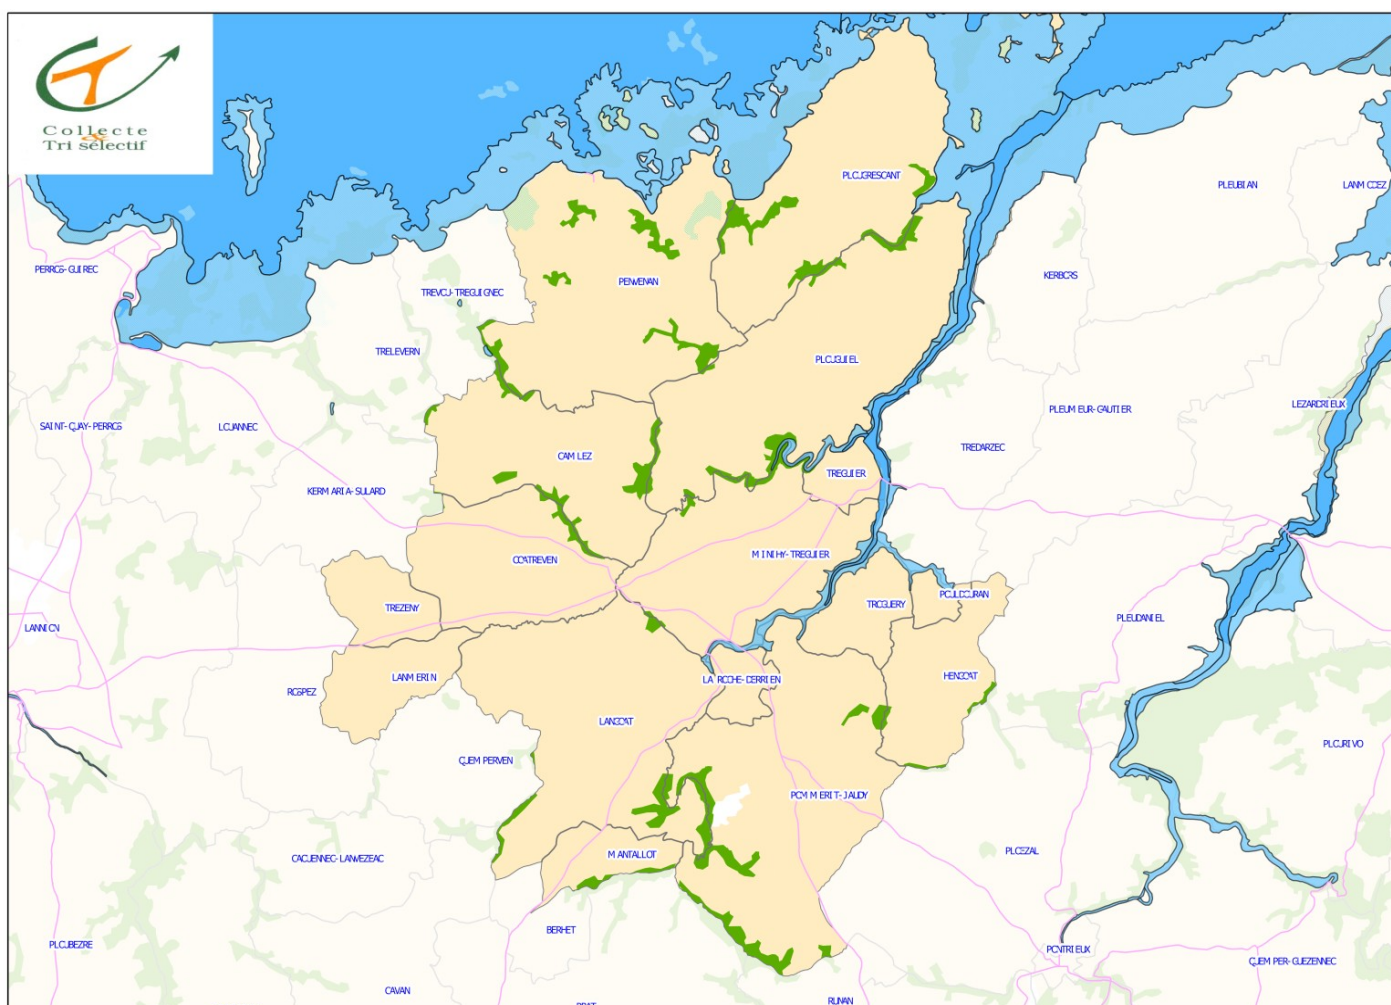 Collecte
&
Tri sélectif
PLOUGRESCANT
PLEUBIAN
LANMODEZ
PERROS-GUIREC
KERBORS
PENVENAN
TREVOU-TREGUIGNEC
TRELEVERN
PLOUGUIEL
LEZARDRIEUX
PLEUMEUR-GAUTIER
SAINT-QUAY-PERROS
LOUANNEC
TREDARZEC
CAMLEZ
TREGUIER
KERMARIA-SULARD
MINIHY-TREGUIER
COATREVEN
POULDOURAN
TROGUERY
TREZENY
PLEUDANIEL
LANNION
LANMERIN
HENGOAT
LA ROCHE-DERRIEN
ROSPEZ
LANGOAT
PLOURIVO
QUEMPERVEN
POMMERIT-JAUDY
PLOEZAL
MANTALLOT
CAOUENNEC-LANVEZEAC
BERHET
PLOUBEZRE
PONTRIEUX
QUEMPER-GUEZENNEC
CAVAN
RUNAN
PRAT